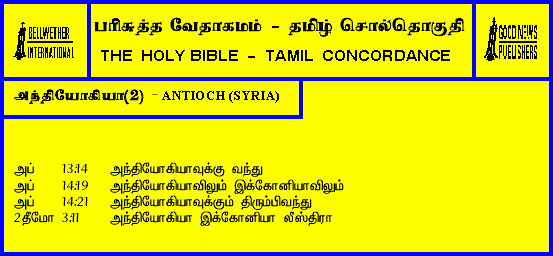 BELLWETHER
INTERNATIONAL
பரிசுத்த வேதாகமம் - தமிழ் சொல்தொகுதி
THE HOLY BIBLE - TAMIL CONCORDANCE
GOOD NEWS
PUBLISHERS
அந்தியோகியா(2) - ANTIOCH (SYRIA)
அப் 13:14 அந்தியோகியாவுக்கு வந்து
அப் 14:19 அந்தியோகியாவிலும் இக்கோனியாவிலும்
அப் 14:21 அந்தியோகியாவுக்கும் திரும்பிவந்து
2தீமோ 3:11 அந்தியோகியா இக்கோனியா லீஸ்திரா